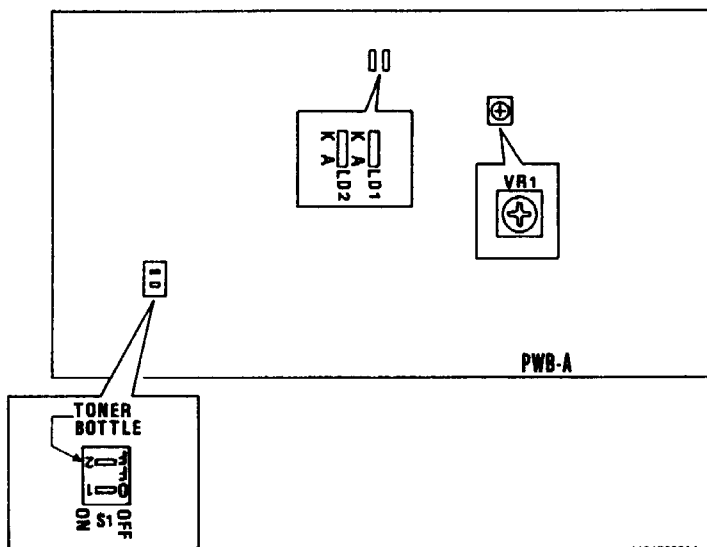 K A LD2
K A LD1
VR1
PWB-A
TONER
BOTTLE
2
1
OFF
ON S1 OFF